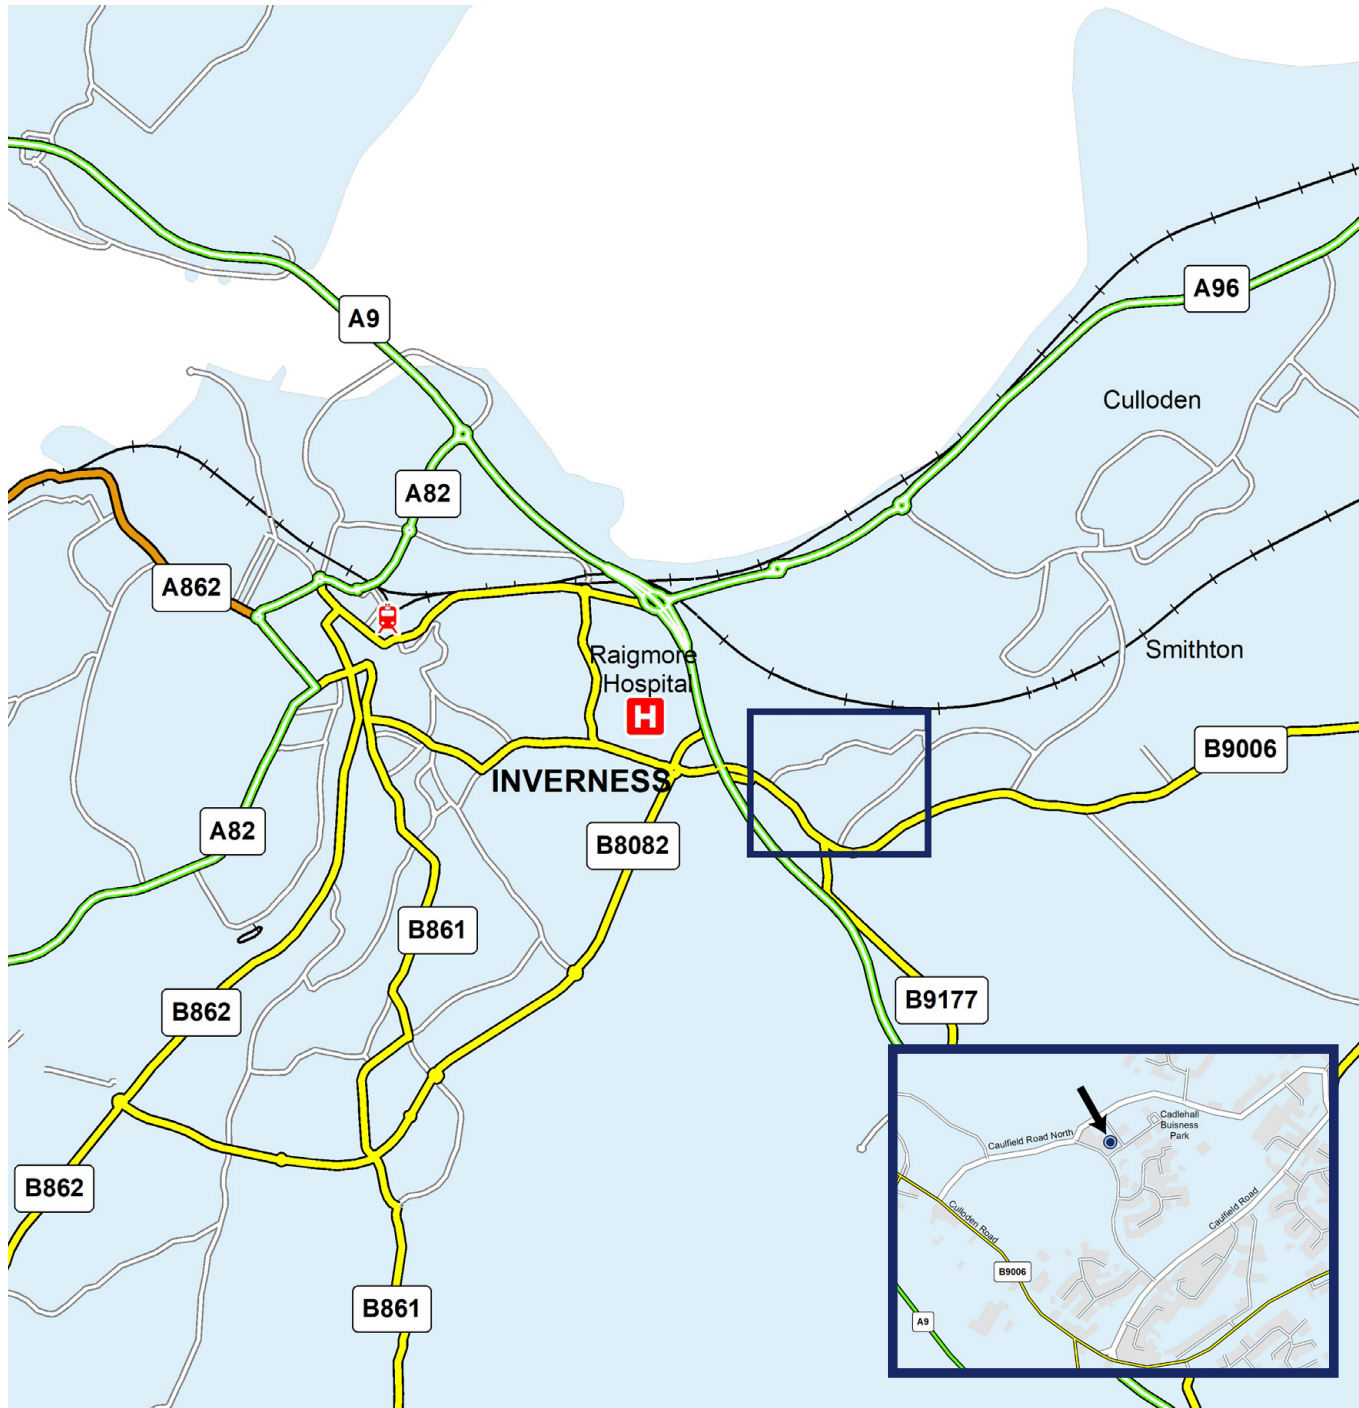 A9
A96
Culloden
A82
A862
Raigmore
Hospital
H
Smithton
B9006
INVERNESS
A82
B8082
B861
B862
B9177
Cadlehall
Buisness
Park
Caulfield Road North
Caulfield Road
Culloden Road
B9006
A9
B862
B861